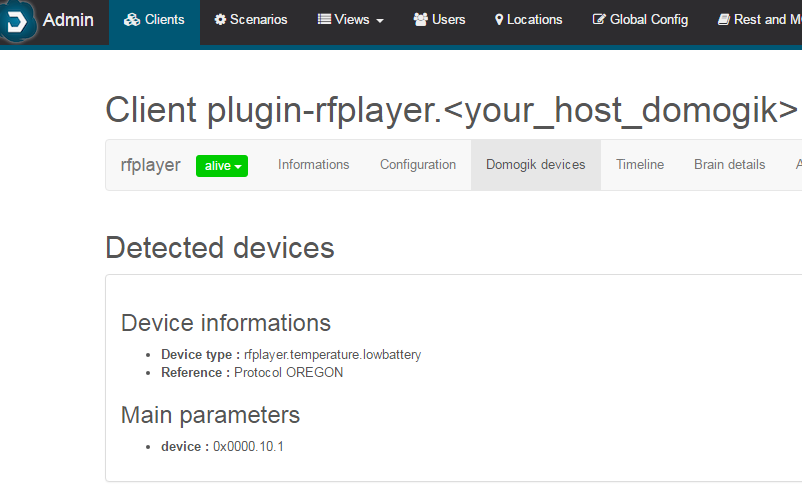 Admin Clients Scenarios Views Users Locations Global Config Rest and M
Client plugin-rfplayer.<your_host_domogik>
rfplayer alive Informations Configuration Domogik devices Timeline Brain details A
Detected devices
Device informations
Device type : rfplayer.temperature.lowbattery
Reference : Protocol OREGON
Main parameters
device : 0x0000.10.1